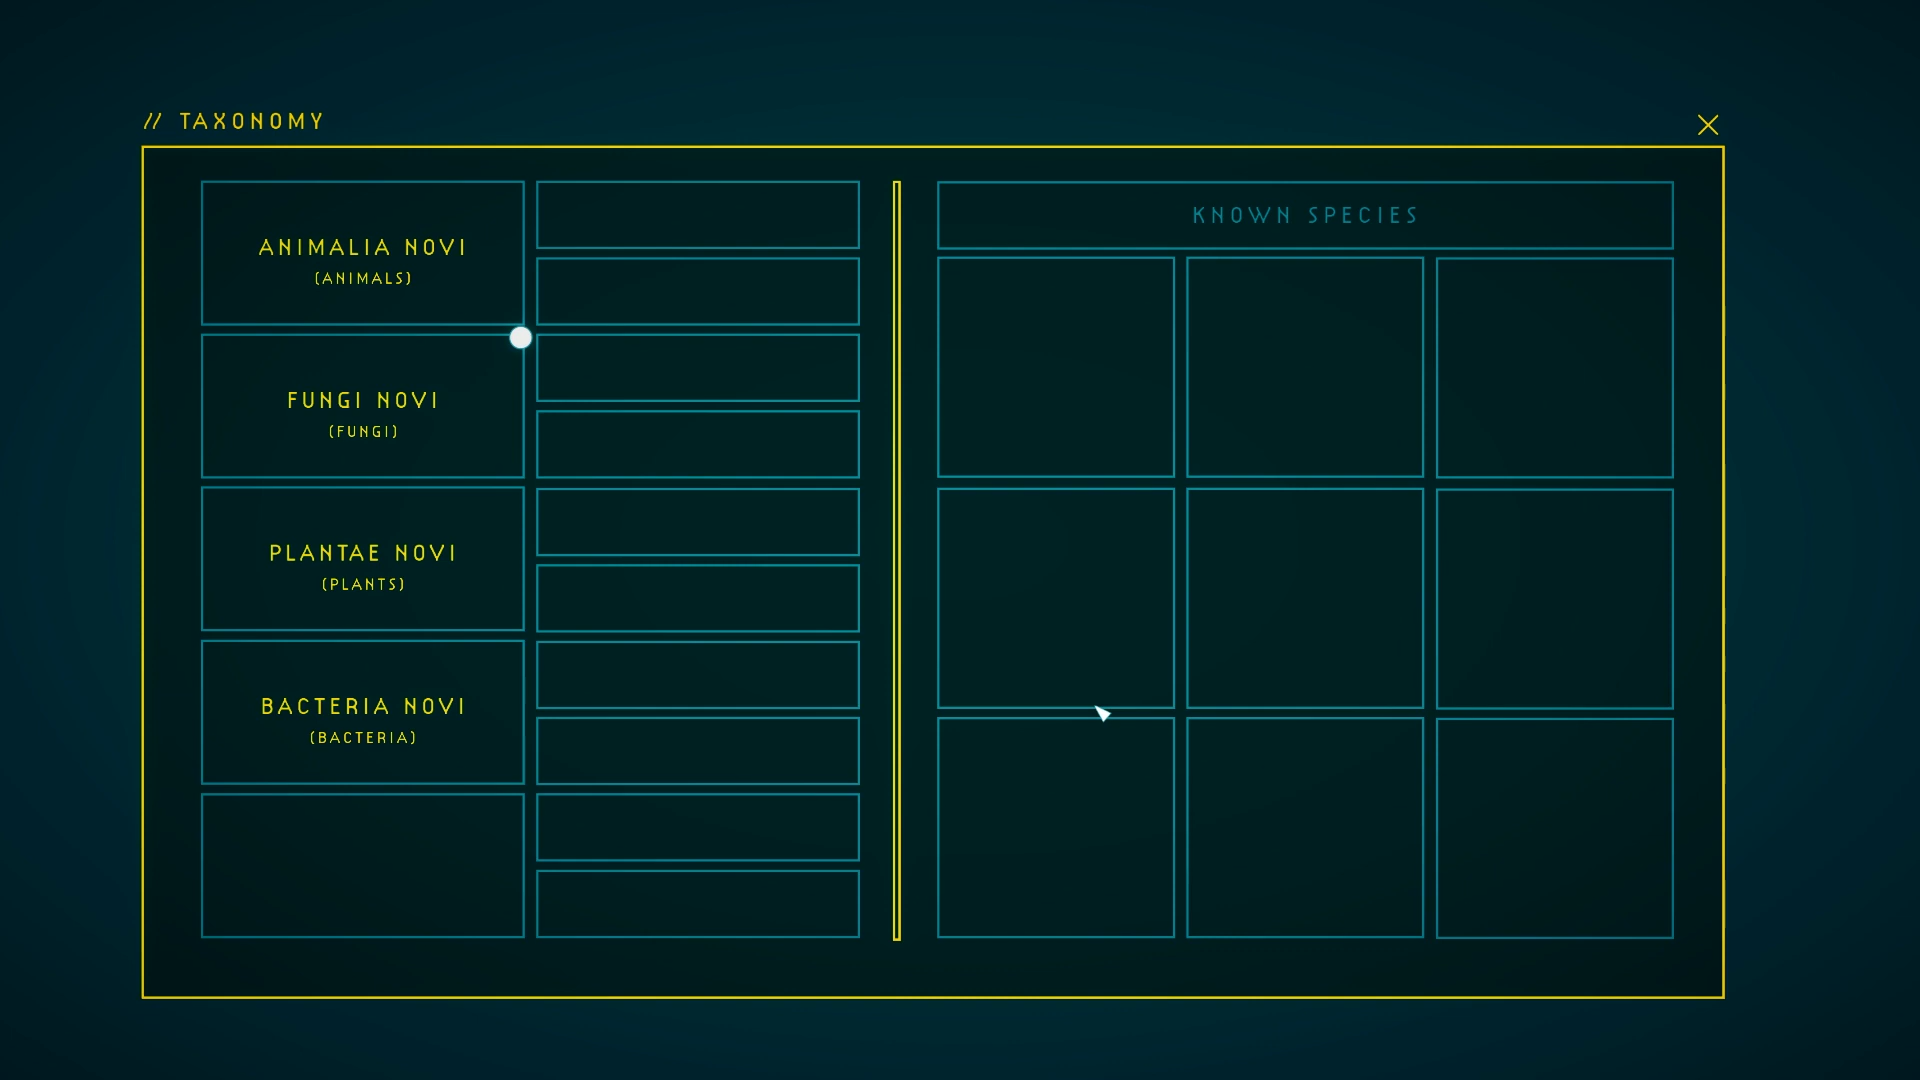 // TAXONOMY
ANIMALIA NOVI
(ANIMALS)
FUNGI NOVI
(FUNGI)
PLANTAE NOVI
(PLANTS)
BACTERIA NOVI
(BACTERIA)
KNOWN SPECIES